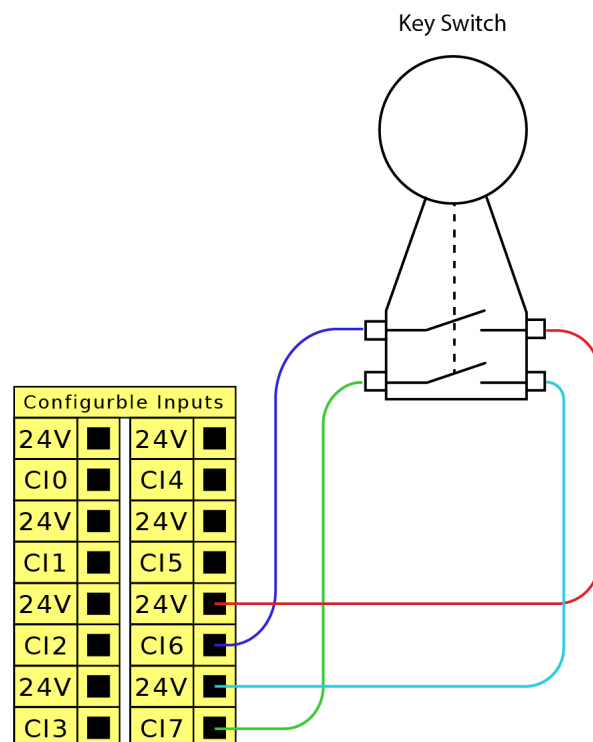 Key Switch
Configurble Inputs
24V 24V
CI0 CI4
24V 24V
CI1 CI5
24V 24V
CI2 CI6
24V 24V
CI3 CI7